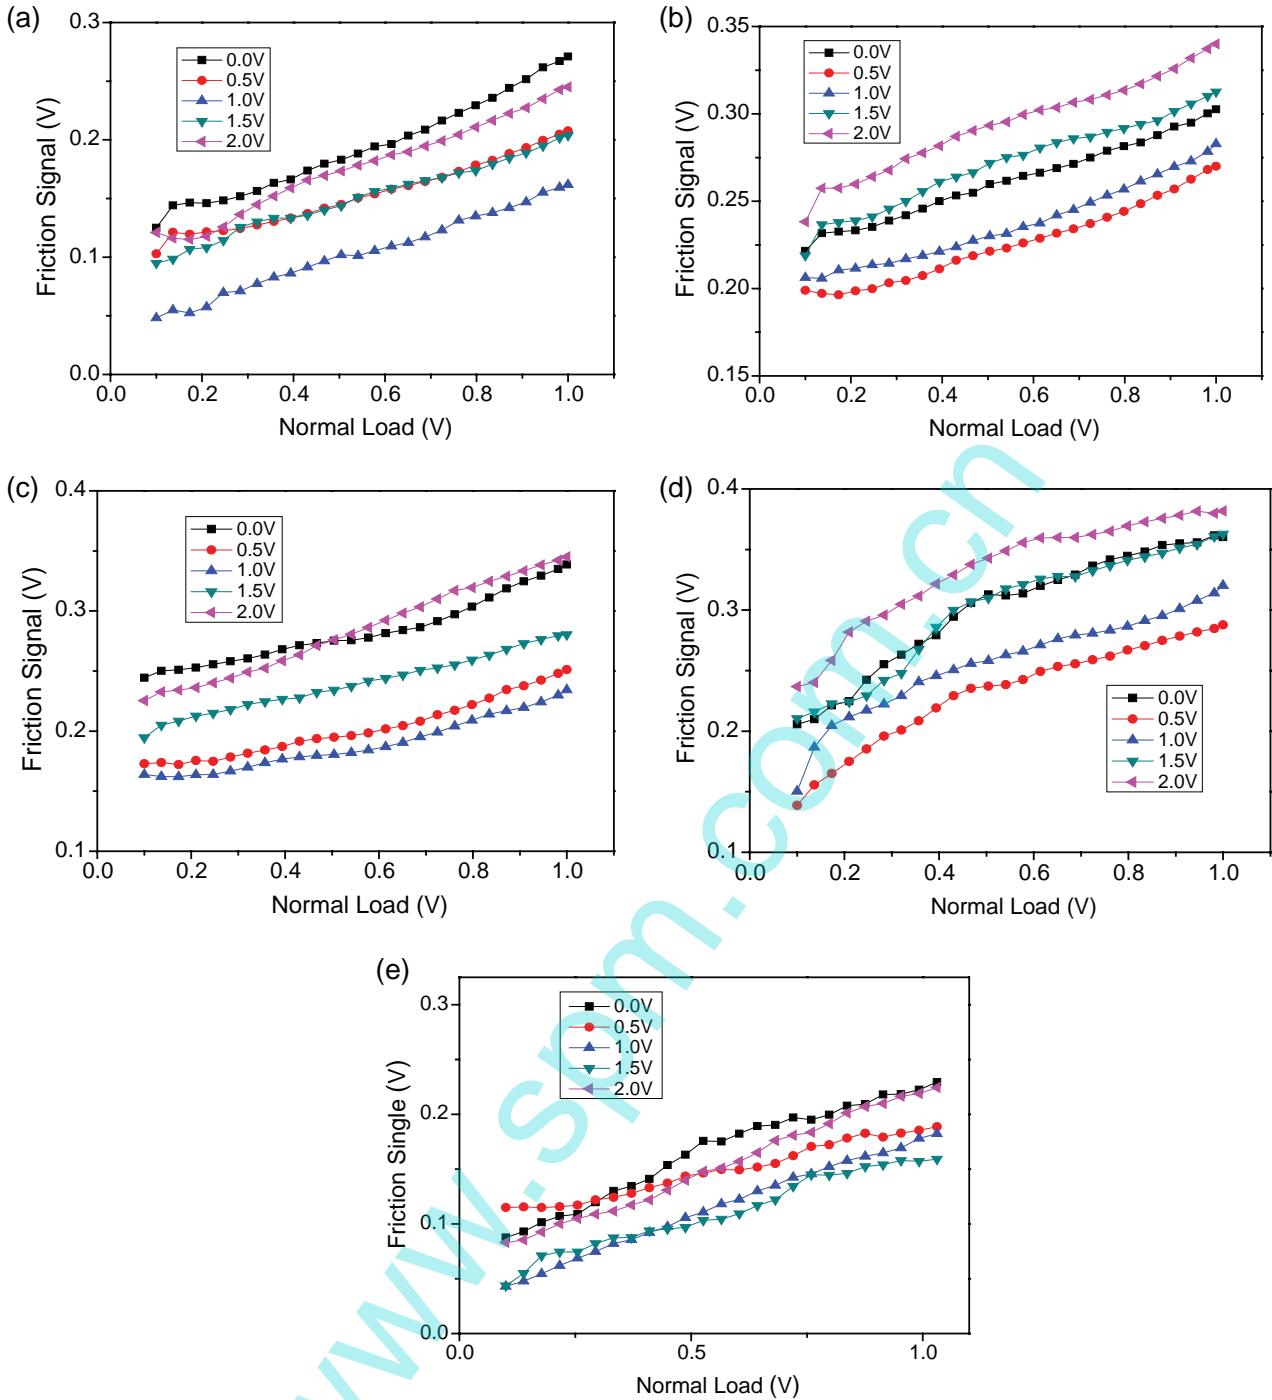 (a)
0.3
0.2
0.1
0.0
Friction Signal (V)
0.0V
0.5V
1.0V
1.5V
2.0V
0.0 0.2 0.4 0.6 0.8 1.0
Normal Load (V)
(b)
0.35
0.30
0.25
0.20
0.15
Friction Signal (V)
0.0V
0.5V
1.0V
1.5V
2.0V
0.0 0.2 0.4 0.6 0.8 1.0
Normal Load (V)
(c)
0.4
0.3
0.2
0.1
Friction Signal (V)
0.0V
0.5V
1.0V
1.5V
2.0V
0.0 0.2 0.4 0.6 0.8 1.0
Normal Load (V)
(d)
0.4
0.3
0.2
0.1
Friction Signal (V)
0.0V
0.5V
1.0V
1.5V
2.0V
0.0 0.2 0.4 0.6 0.8 1.0
Normal Load (V)
(e)
0.3
0.2
0.1
0.0
Friction Single (V)
0.0V
0.5V
1.0V
1.5V
2.0V
0.0 0.5 1.0
Normal Load (V)
www.spm.com.cn